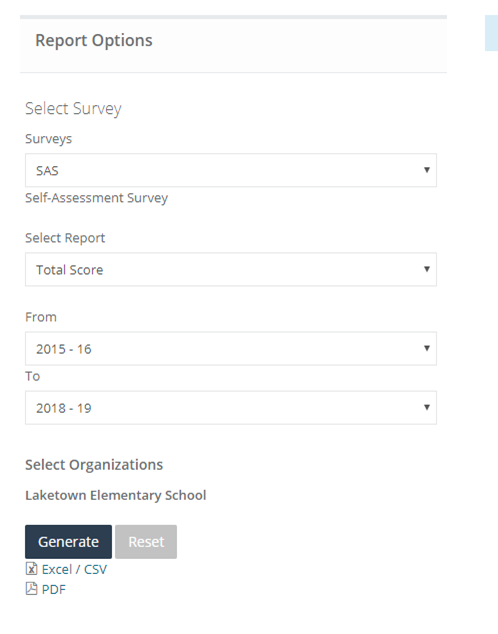 Report Options
Select Survey
Surveys
SAS
Self-Assessment Survey
Select Report
Total Score
From
2015 - 16
To
2018 - 19
Select Organizations
Laketown Elementary School
Generate Reset
Excel / CSV
PDF